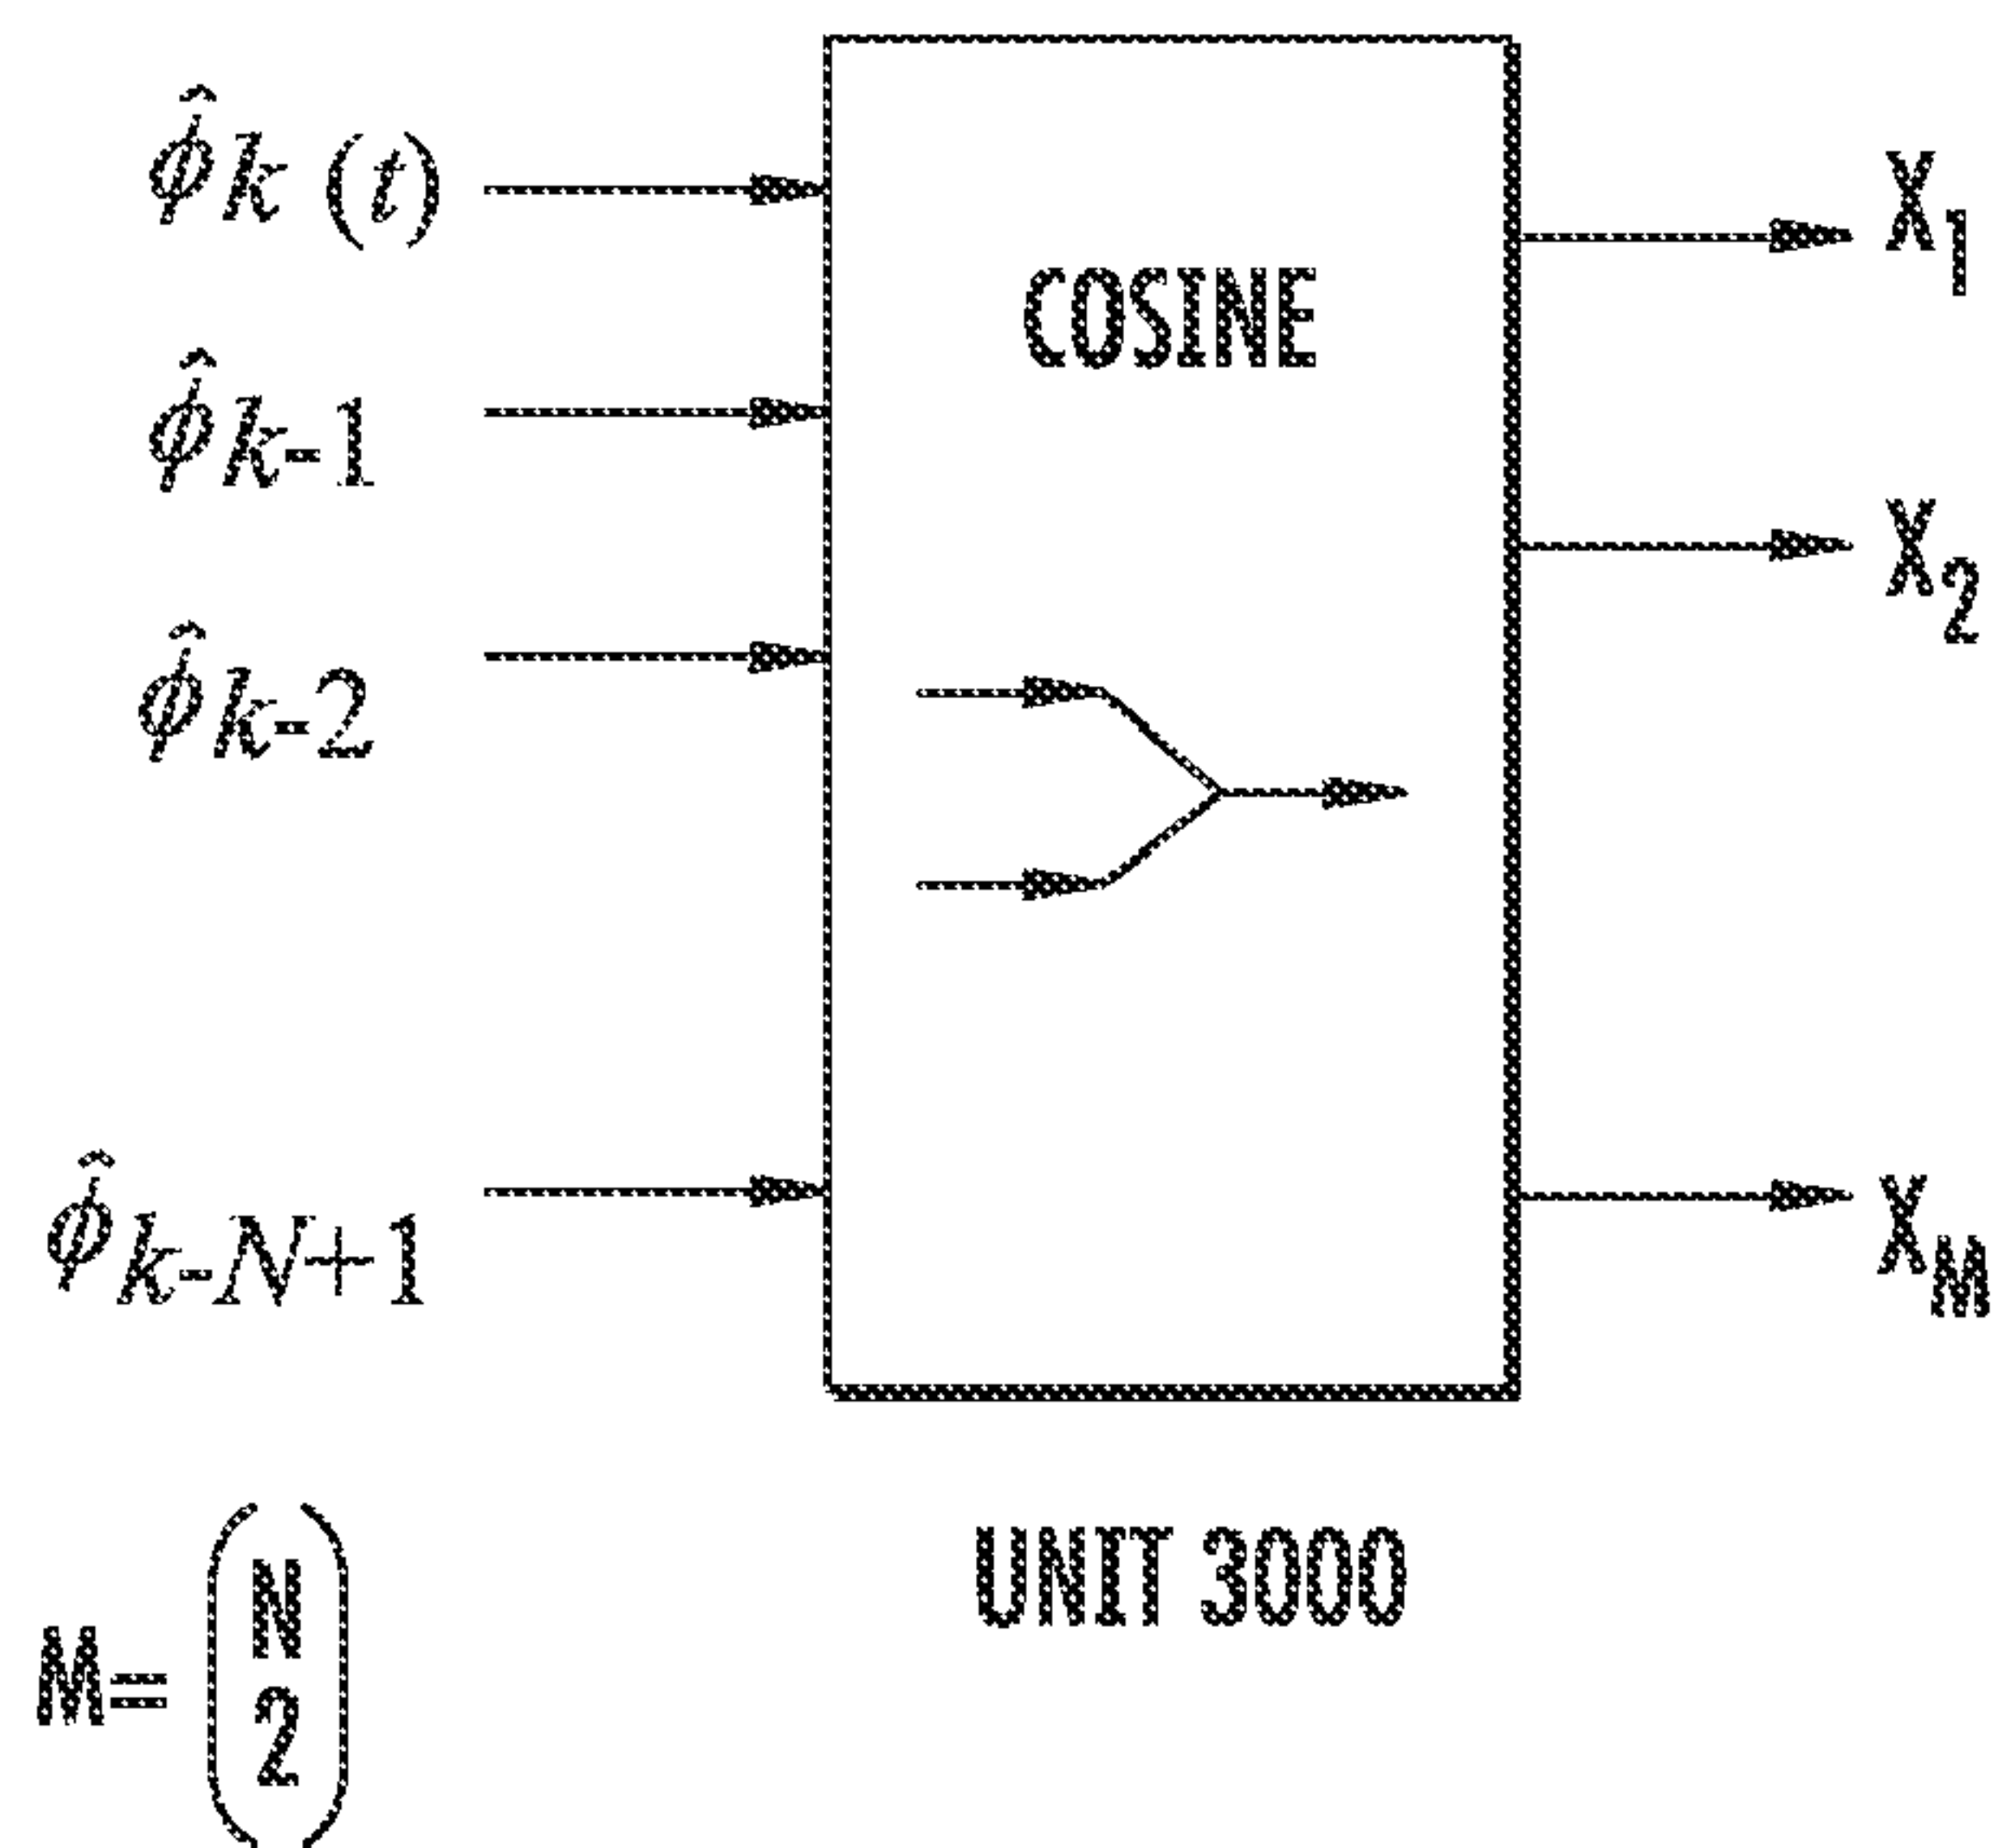 ϕ̂k (t)
ϕ̂k-1
ϕ̂k-2
ϕ̂k-N+1
COSINE
X1
X2
XM
UNIT 3000
M=(N
2)